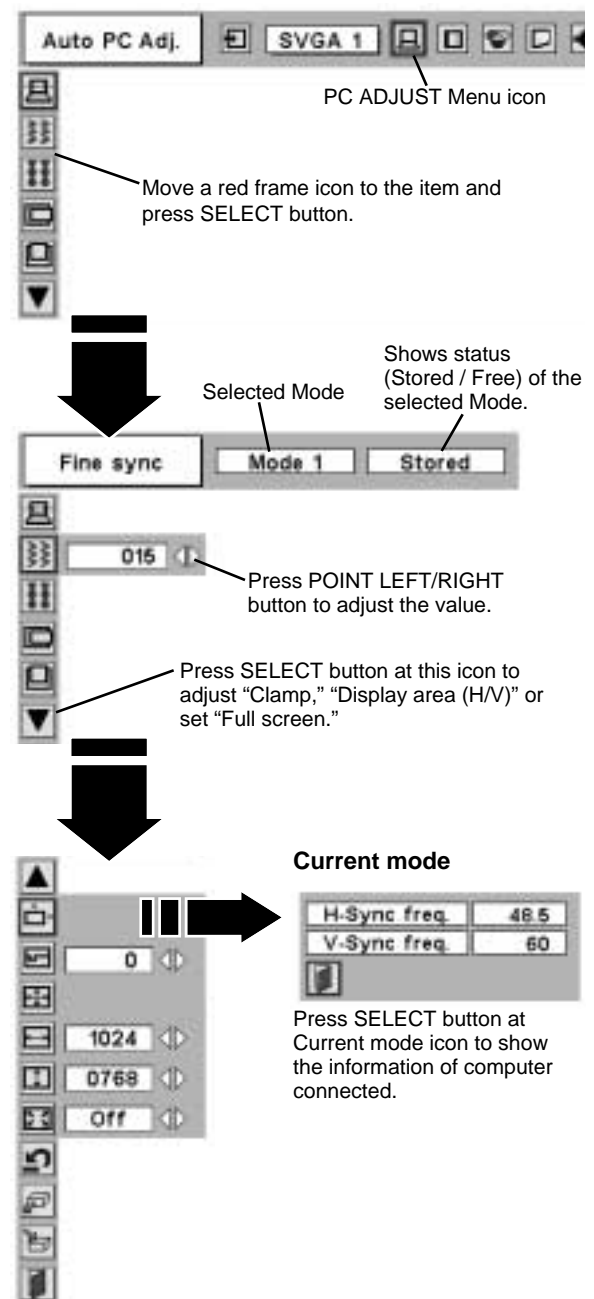 Auto PC Adj.
SVGA 1
PC ADJUST Menu icon
Move a red frame icon to the item and
press SELECT button.
Shows status
(Stored / Free) of the
selected Mode.
Selected Mode
Fine sync
Mode 1
Stored
015
Press POINT LEFT/RIGHT
button to adjust the value.
Press SELECT button at this icon to
adjust “Clamp,” “Display area (H/V)” or
set “Full screen.”
Current mode
H-Sync freq. 48.5
V-Sync freq. 60
0
Press SELECT button at
Current mode icon to show
the information of computer
connected.
1024
0768
Off